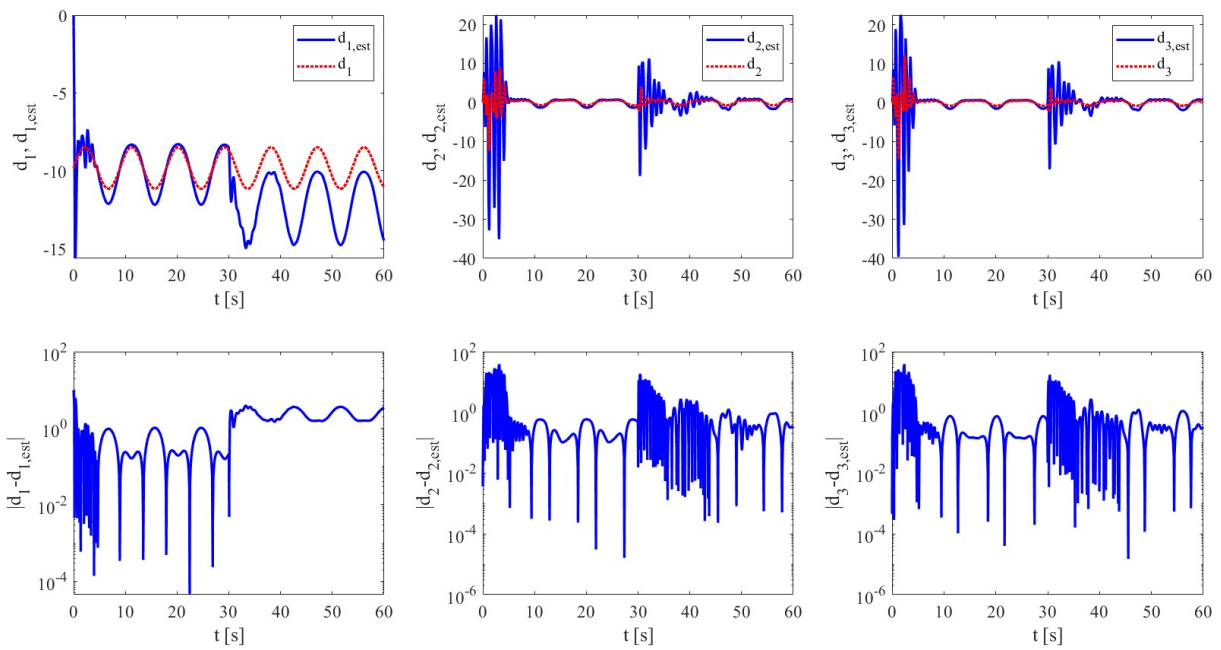 0
-5
-10
-15
d1, d1,est
d1,est
d1
0 10 20 30 40 50 60
t [s]
20
10
0
-10
-20
-30
-40
d2, d2,est
d2,est
d2
0 10 20 30 40 50 60
t [s]
20
10
0
-10
-20
-30
-40
d3, d3,est
d3,est
d3
0 10 20 30 40 50 60
t [s]
10^2
10^0
10^-2
10^-4
|d1-d1,est|
0 10 20 30 40 50 60
t [s]
10^2
10^0
10^-2
10^-4
10^-6
|d2-d2,est|
0 10 20 30 40 50 60
t [s]
10^2
10^0
10^-2
10^-4
10^-6
|d3-d3,est|
0 10 20 30 40 50 60
t [s]